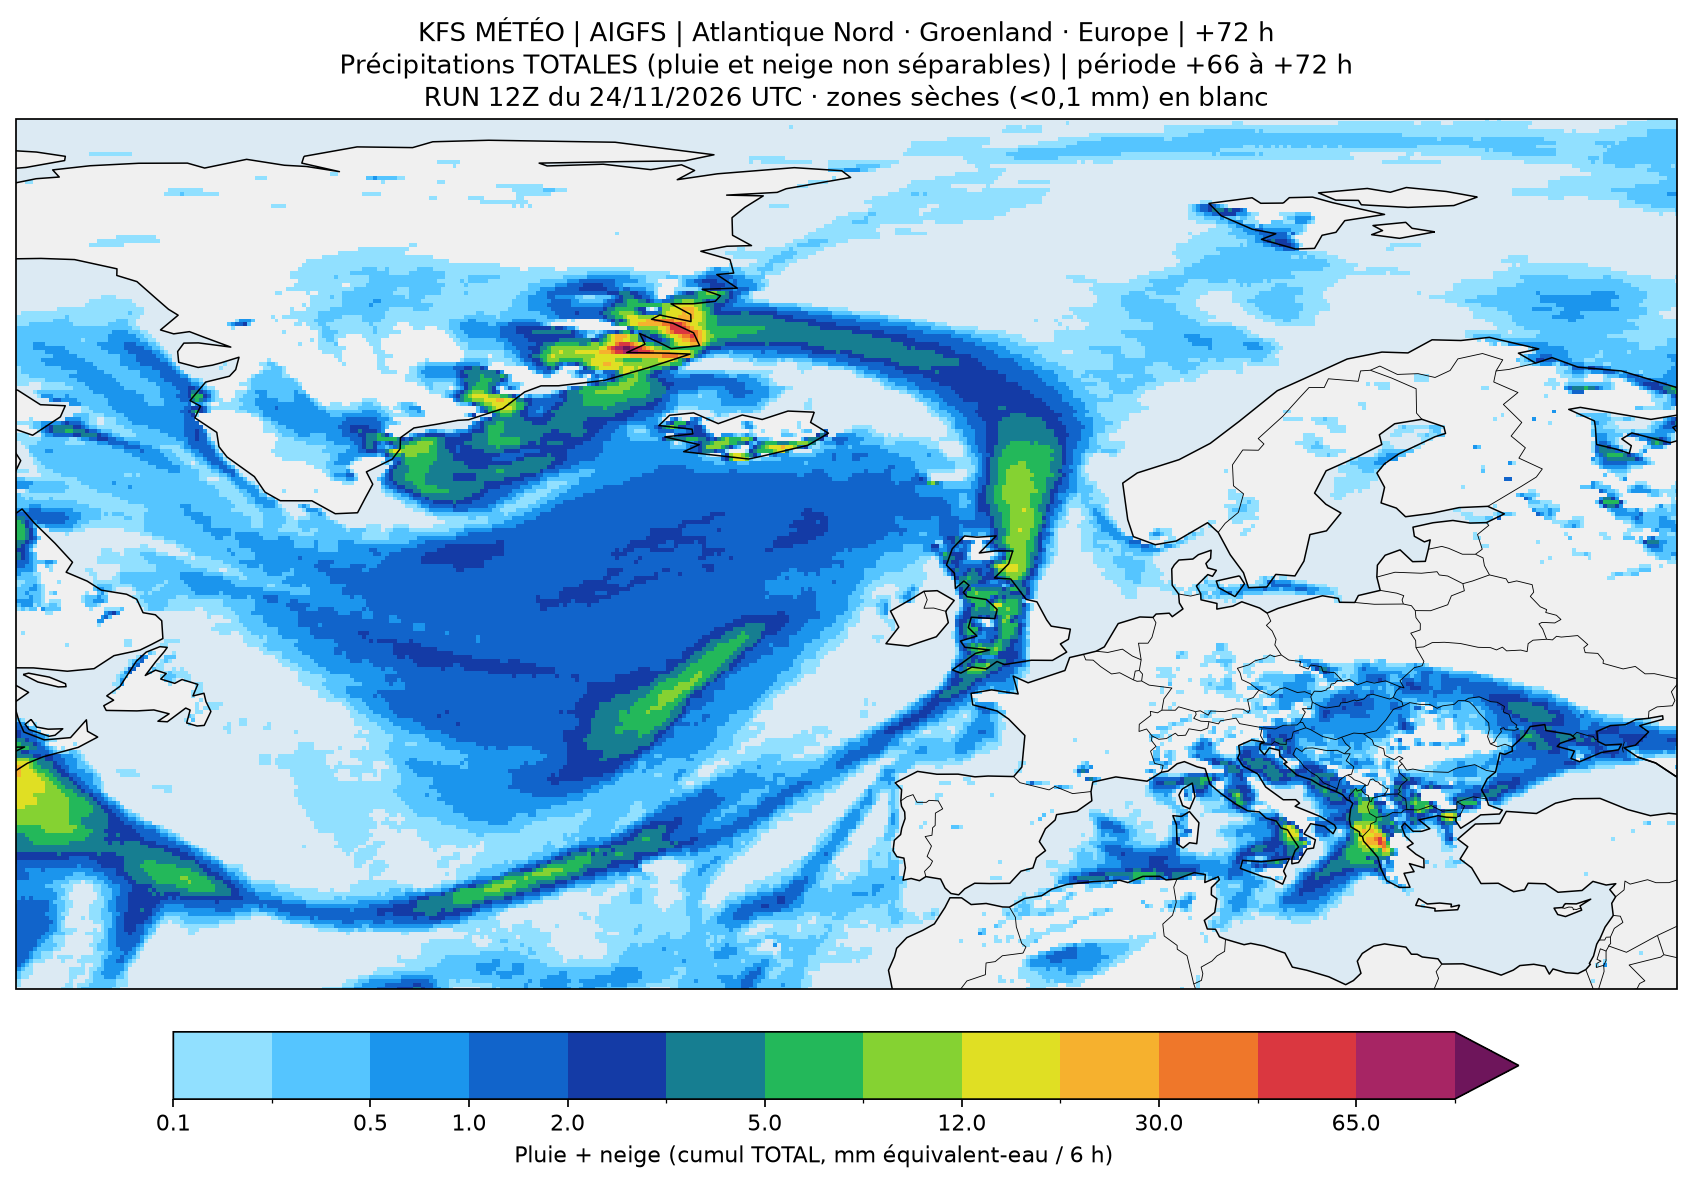 KFS MÉTÉO | AIGFS | Atlantique Nord · Groenland · Europe | +72 h
Précipitations TOTALES (pluie et neige non séparables) | période +66 à +72 h
RUN 12Z du 24/11/2026 UTC · zones sèches (<0,1 mm) en blanc
0.1 0.5 1.0 2.0 5.0 12.0 30.0 65.0
Pluie + neige (cumul TOTAL, mm équivalent-eau / 6 h)